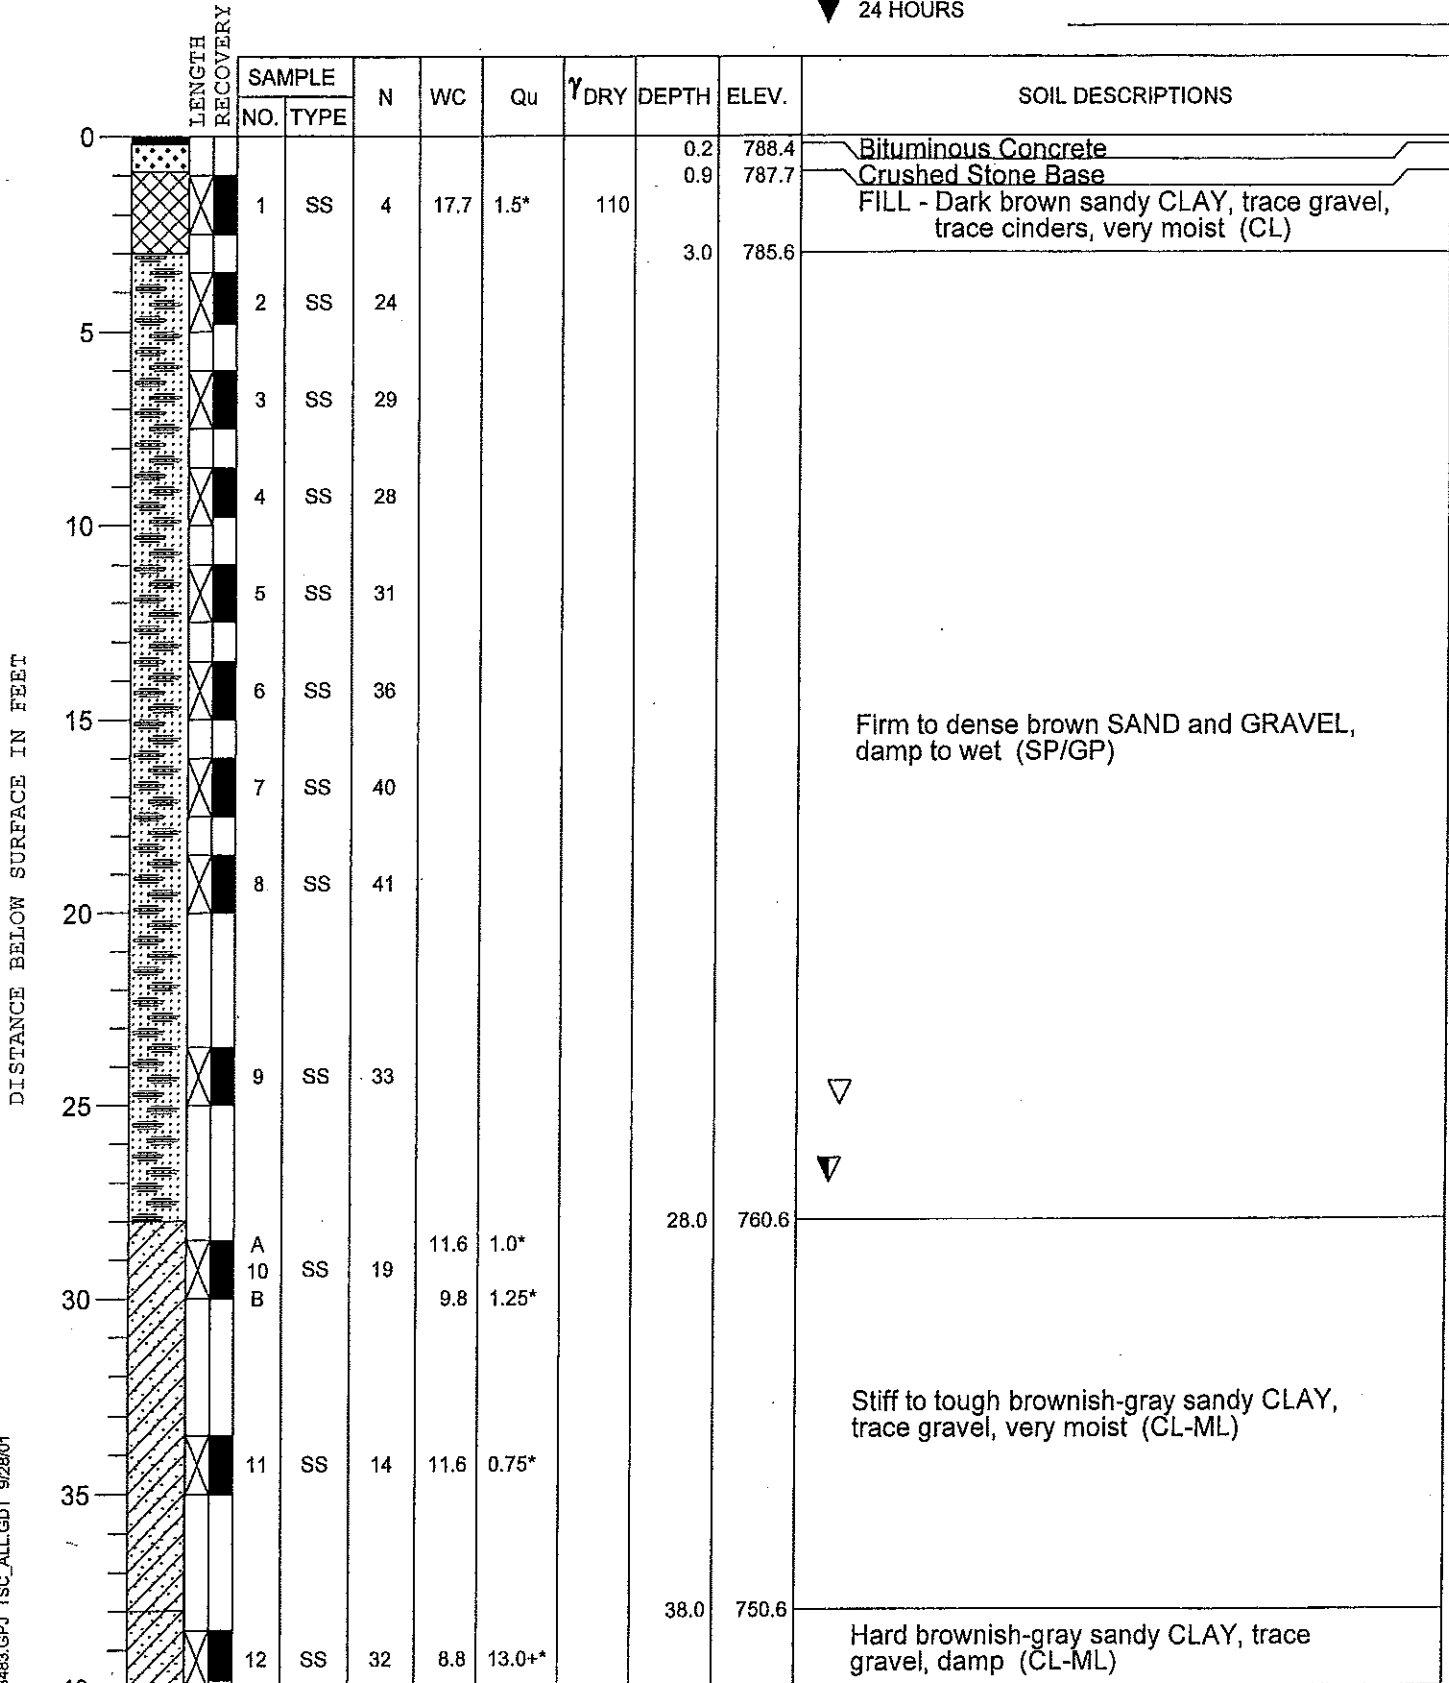 ▼ 24 HOURS
LENGTH
RECOVERY
SAMPLE
NO. TYPE N WC Qu γDRY DEPTH ELEV. SOIL DESCRIPTIONS
0
0.2 788.4 Bituminous Concrete
0.9 787.7 Crushed Stone Base
1 SS 4 17.7 1.5* 110 FILL - Dark brown sandy CLAY, trace gravel,
trace cinders, very moist (CL)
3.0 785.6
2 SS 24
5
3 SS 29
4 SS 28
10
5 SS 31
6 SS 36
15 Firm to dense brown SAND and GRAVEL,
damp to wet (SP/GP)
7 SS 40
8 SS 41
20
9 SS 33
25
28.0 760.6
A 11.6 1.0*
10 SS 19
B 9.8 1.25*
30
Stiff to tough brownish-gray sandy CLAY,
trace gravel, very moist (CL-ML)
11 SS 14 11.6 0.75*
35
38.0 750.6
Hard brownish-gray sandy CLAY, trace
12 SS 32 8.8 13.0+* gravel, damp (CL-ML)
DISTANCE BELOW SURFACE IN FEET
.GPJ TSC_ALL.GDT 9/28/01